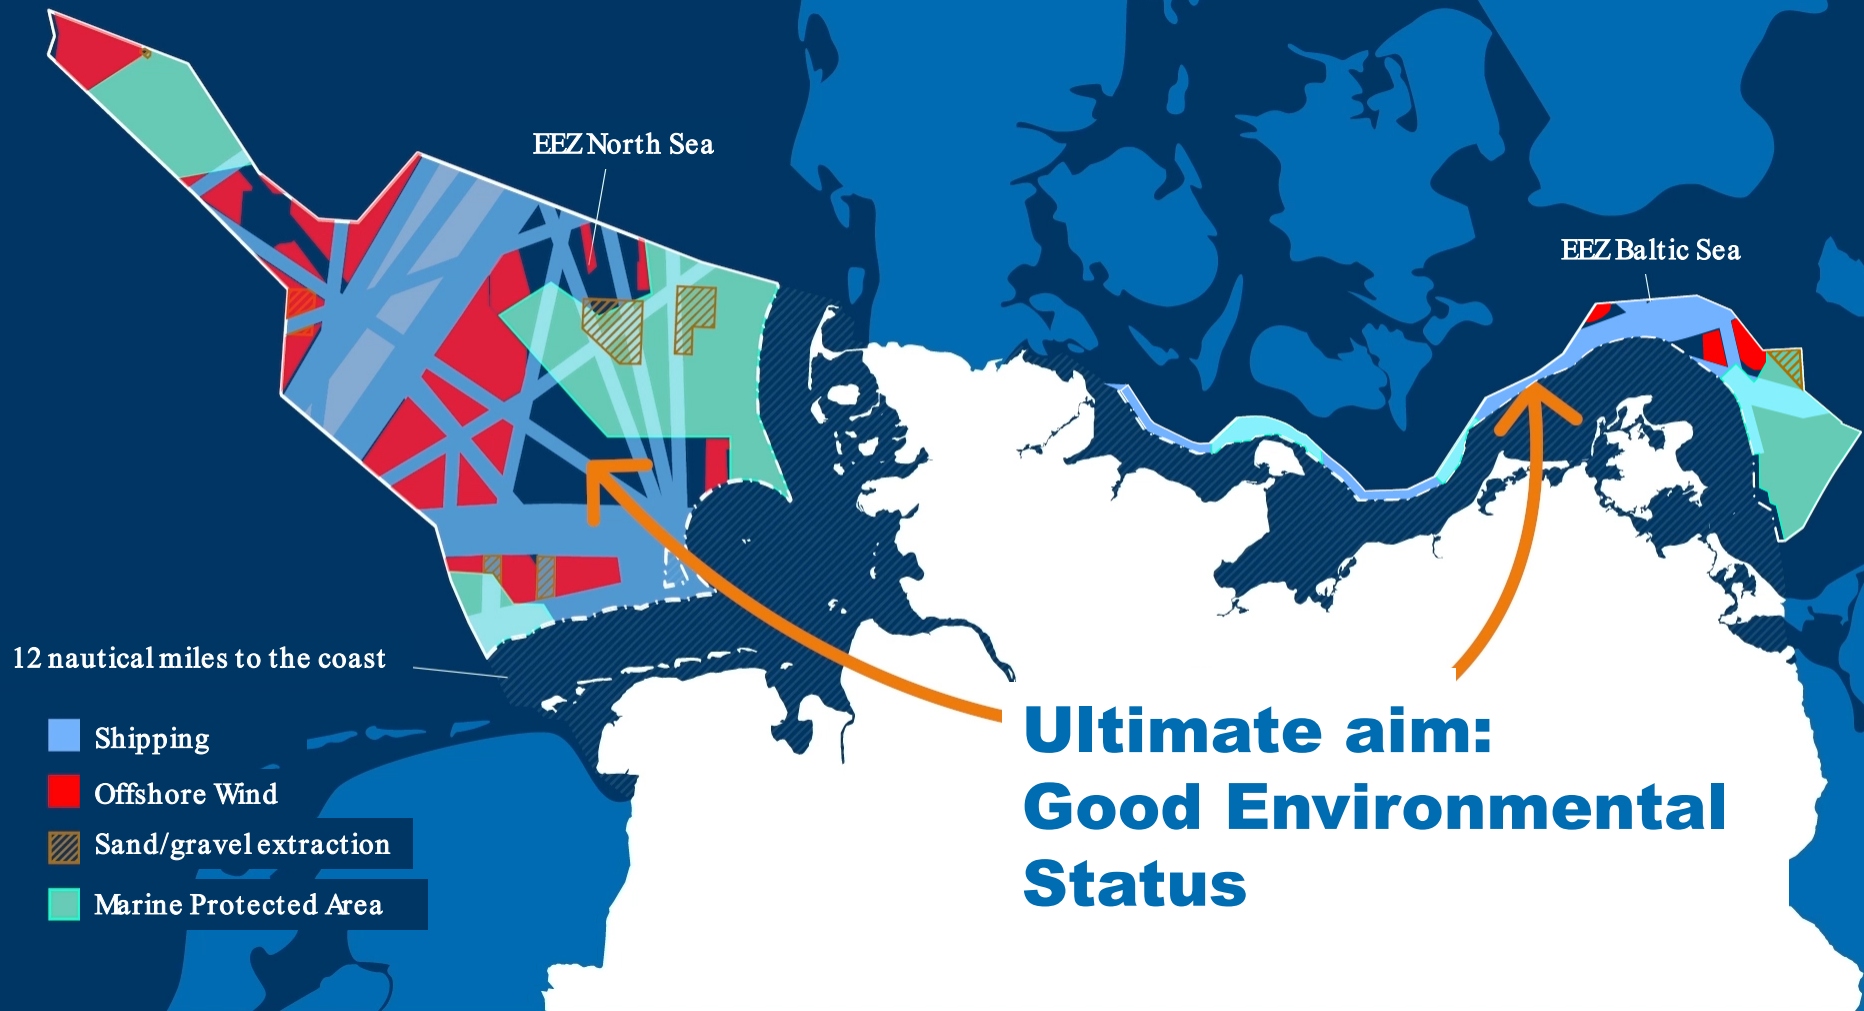 EEZ North Sea
EEZ Baltic Sea
12 nautical miles to the coast
Shipping
Offshore Wind
Sand/gravel extraction
Marine Protected Area
Ultimate aim:
Good Environmental
Status